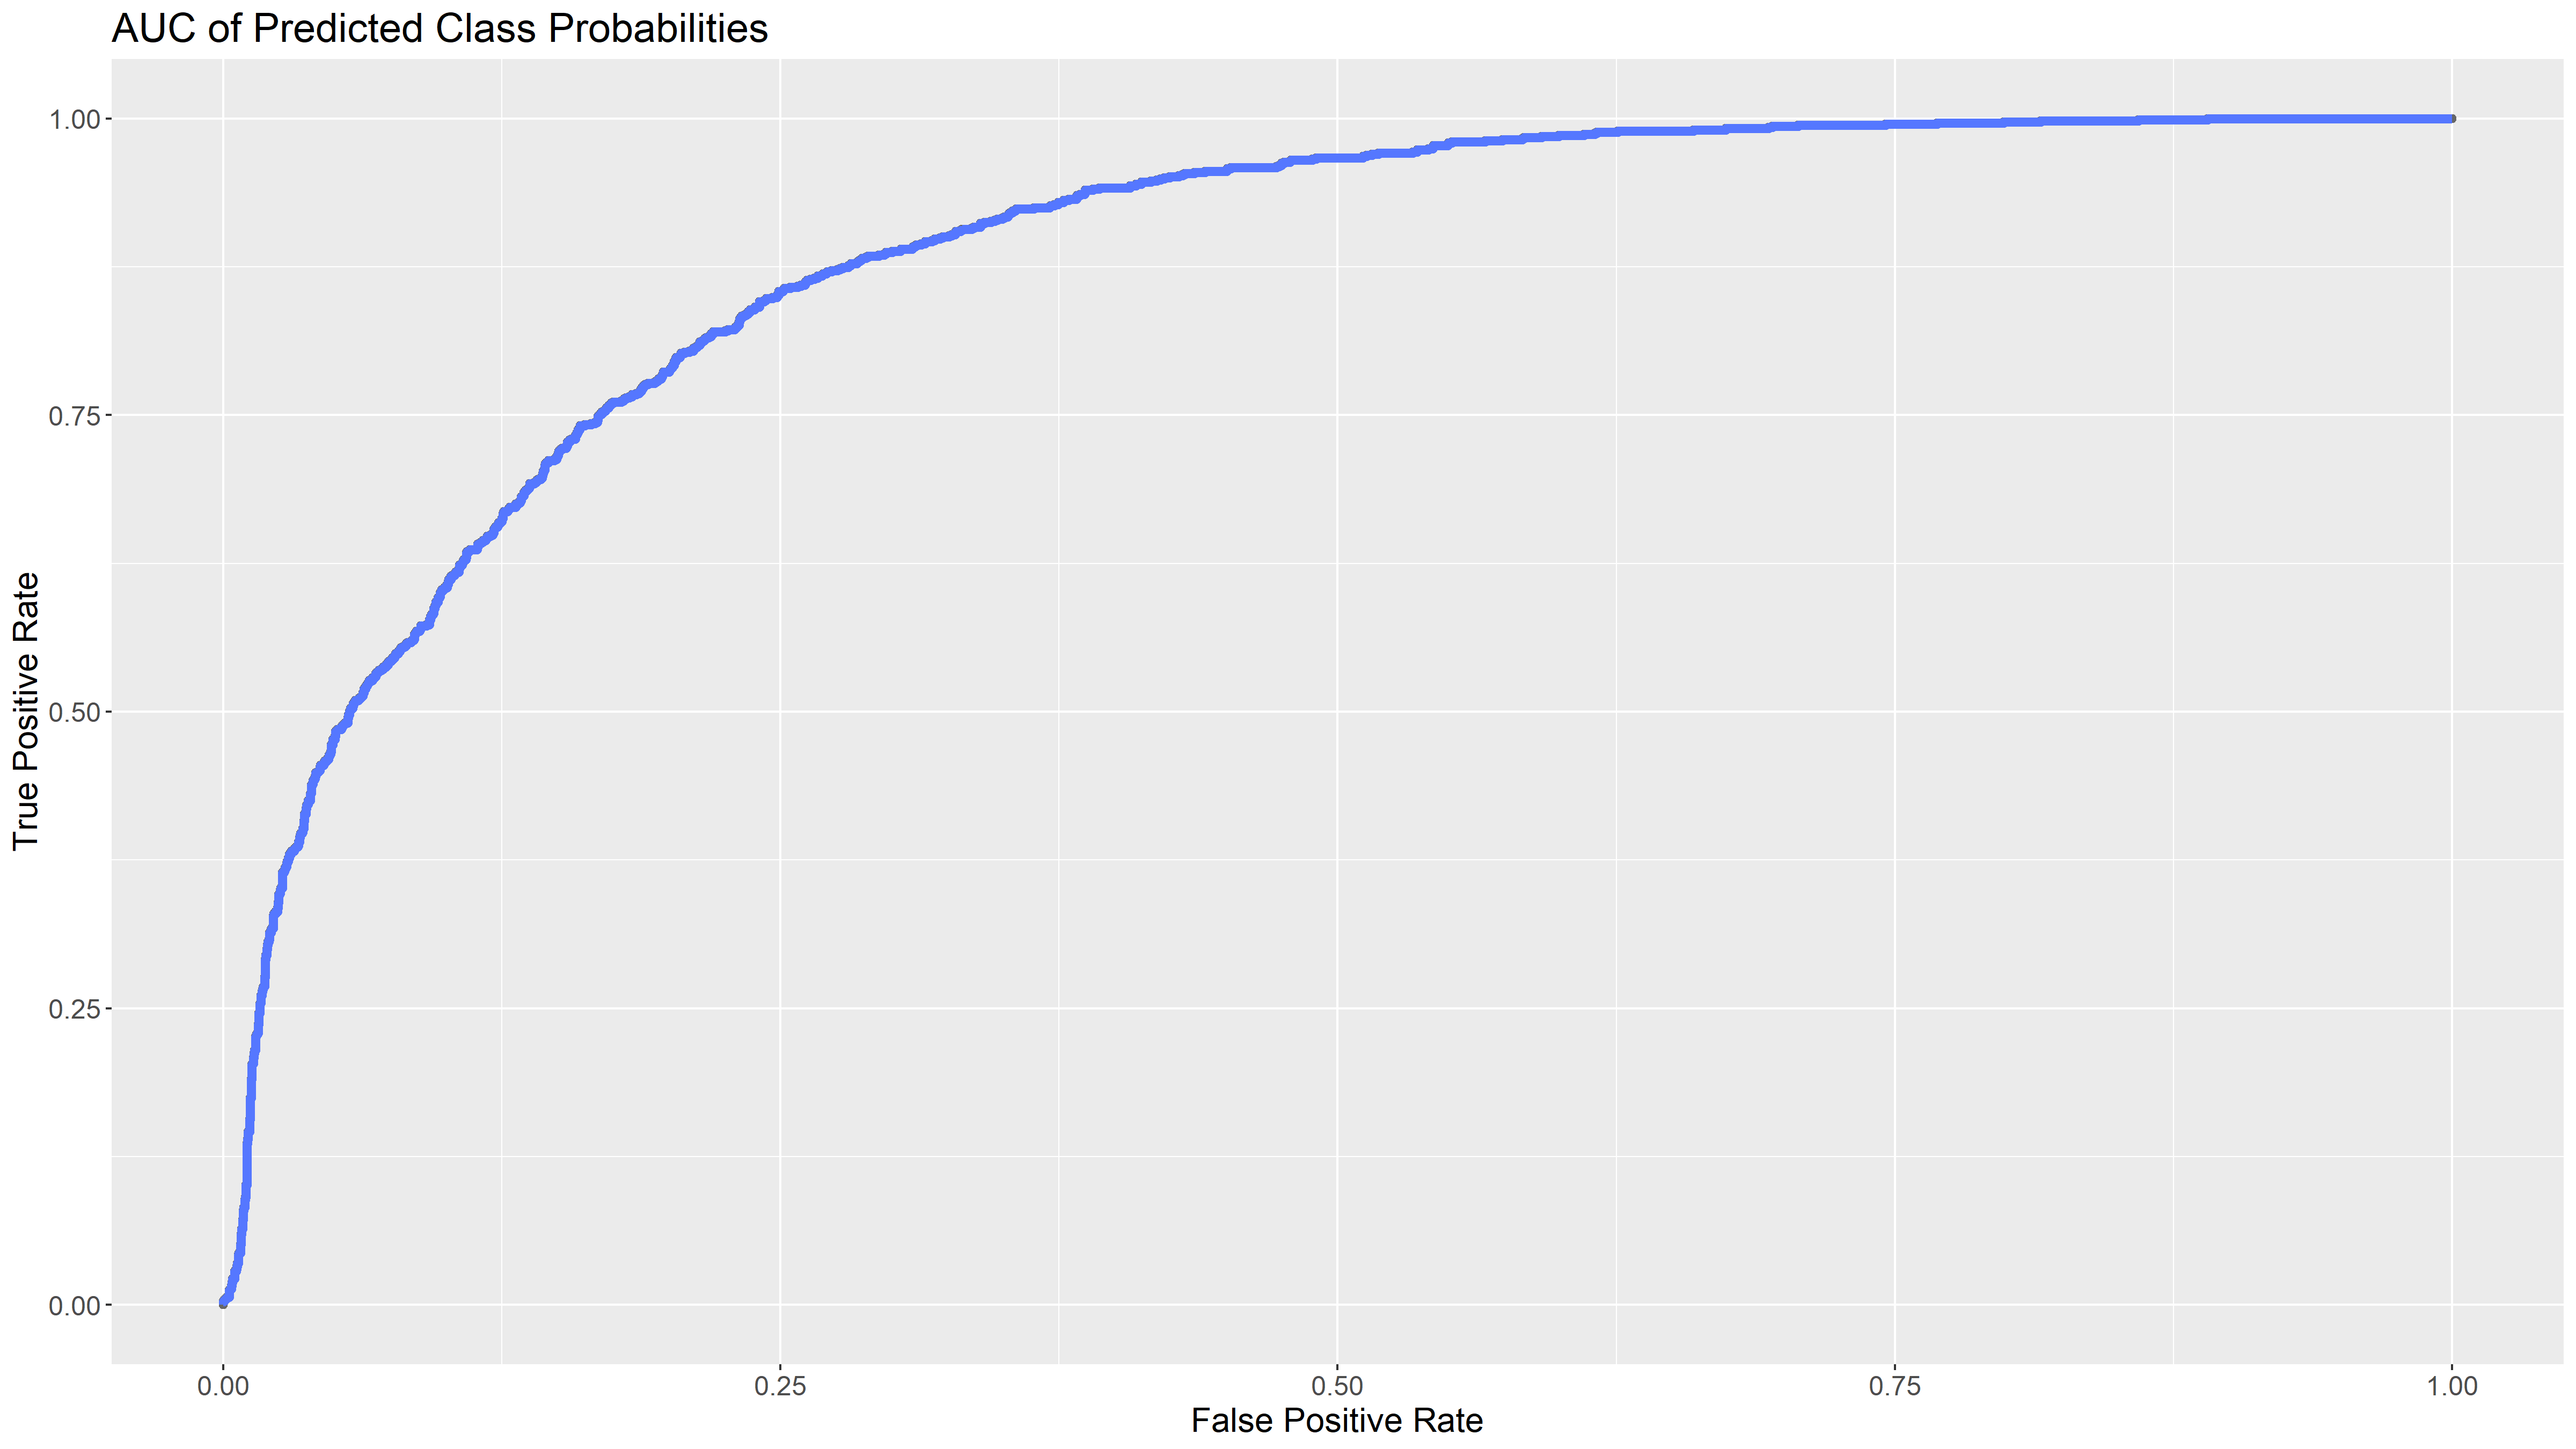 AUC of Predicted Class Probabilities
True Positive Rate
1.00
0.75
0.50
0.25
0.00
0.00 0.25 0.50 0.75 1.00
False Positive Rate